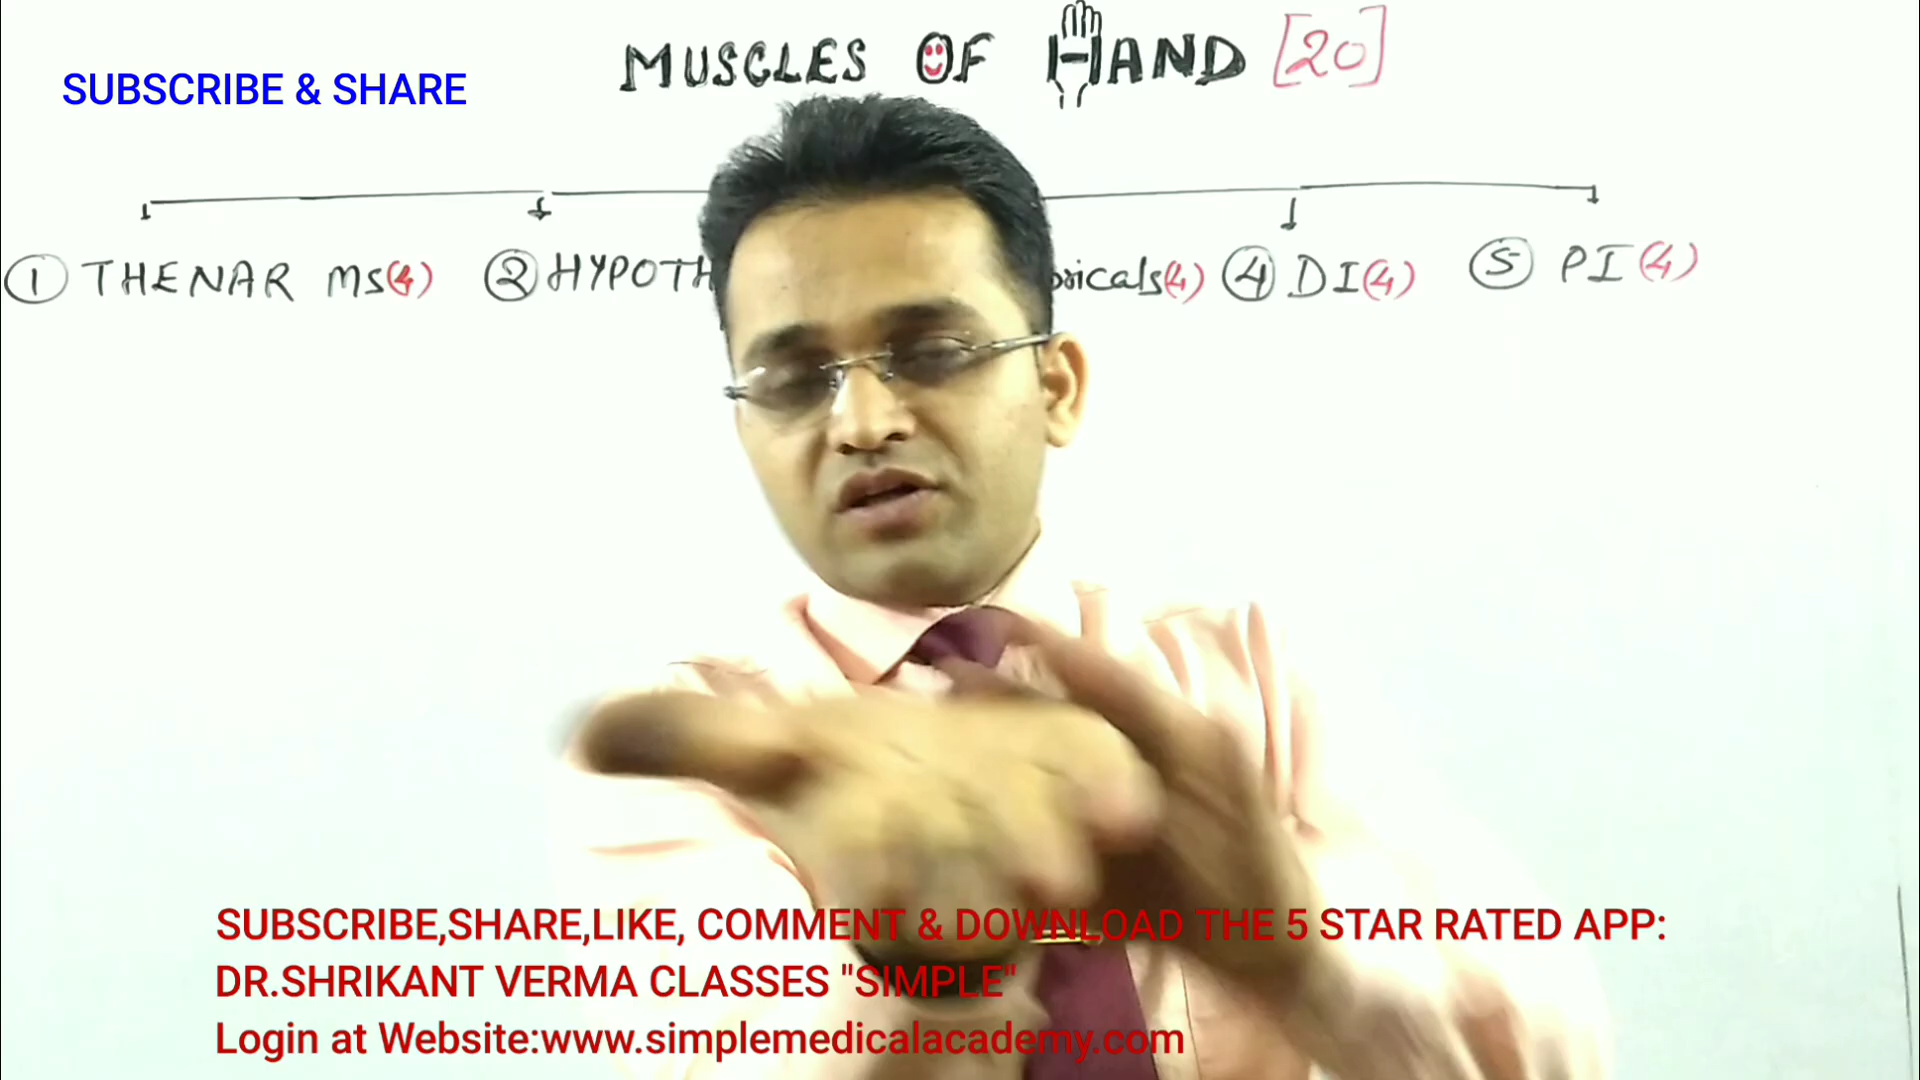 MUSCLES OF HAND [20]
SUBSCRIBE & SHARE
① THENAR MS(4) ② HYPOTH bricals(4) ④ DI(4) ⑤ PI(4)
SUBSCRIBE,SHARE,LIKE, COMMENT & DOWNLOAD THE 5 STAR RATED APP:
DR.SHRIKANT VERMA CLASSES "SIMPLE"
Login at Website:www.simplemedicalacademy.com